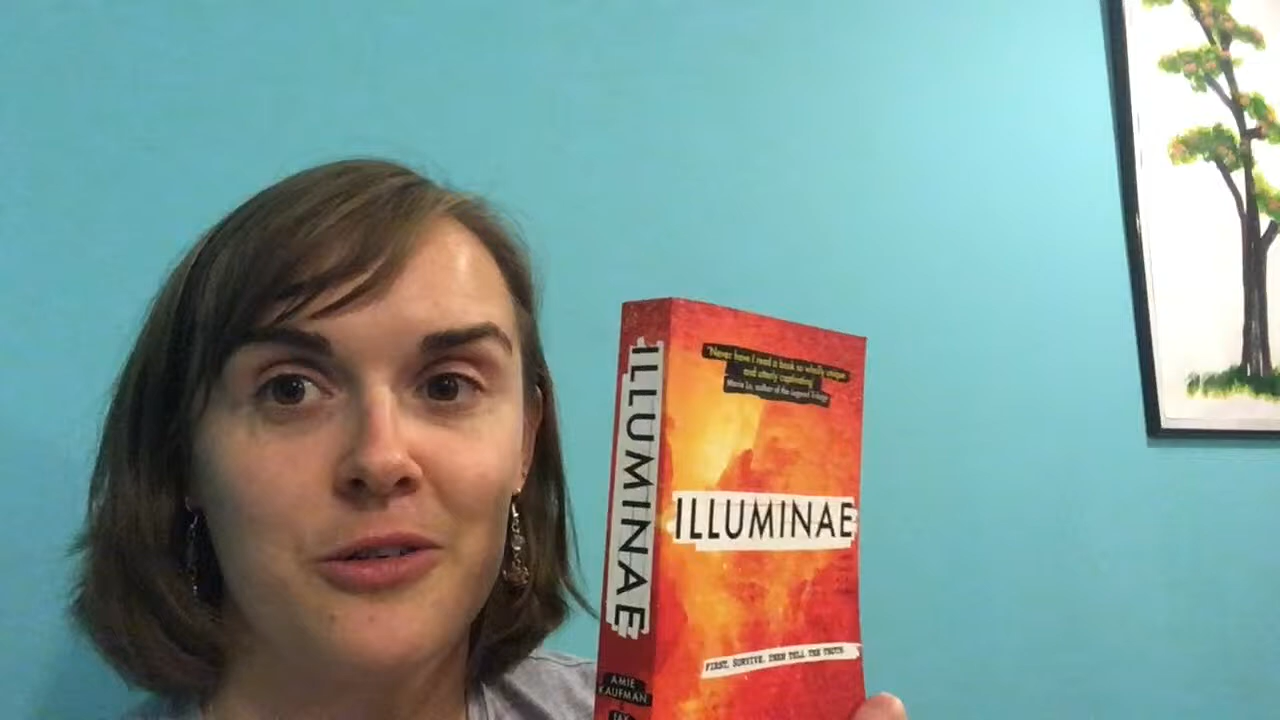 ILLUMINAE
AMIE
KAUFMAN
JAY
"Never have I read a book so wholly unique
and utterly captivating"
Marie Lu, author of the Legend Trilogy
ILLUMINAE
FIRST, SURVIVE. THEN TELL THE TRUTH.